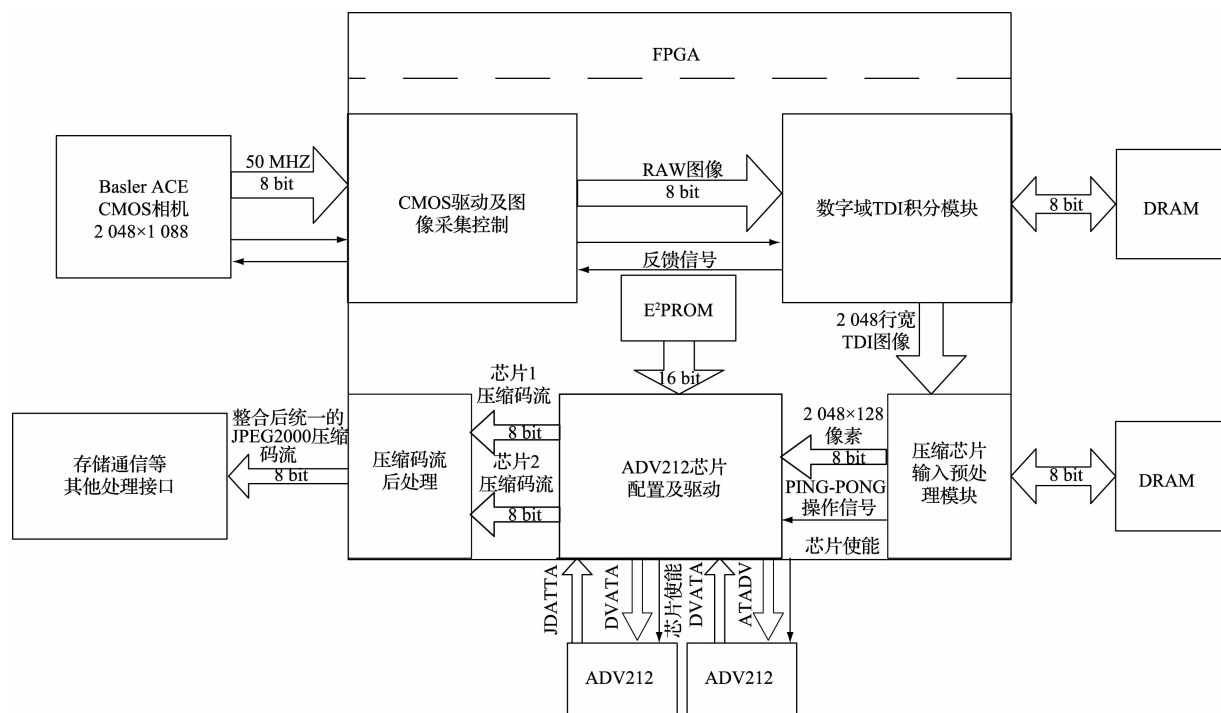 FPGA
Basler ACE
CMOS相机
2 048×1 088
50 MHZ
8 bit
CMOS驱动及图
像采集控制
RAW图像
8 bit
反馈信号
数字域TDI积分模块
8 bit
DRAM
E²PROM
16 bit
2 048行宽
TDI图像
存储通信等
其他处理接口
整合后统一的
JPEG2000压缩
码流
8 bit
压缩码流
后处理
芯片1
压缩码流
8 bit
芯片2
压缩码流
8 bit
ADV212芯片
配置及驱动
2 048×128
像素
8 bit
PING-PONG
操作信号
芯片使能
压缩芯片
输入预处
理模块
8 bit
DRAM
JDATTA
DVATA
芯片使能
DVATA
ATADV
ADV212
ADV212